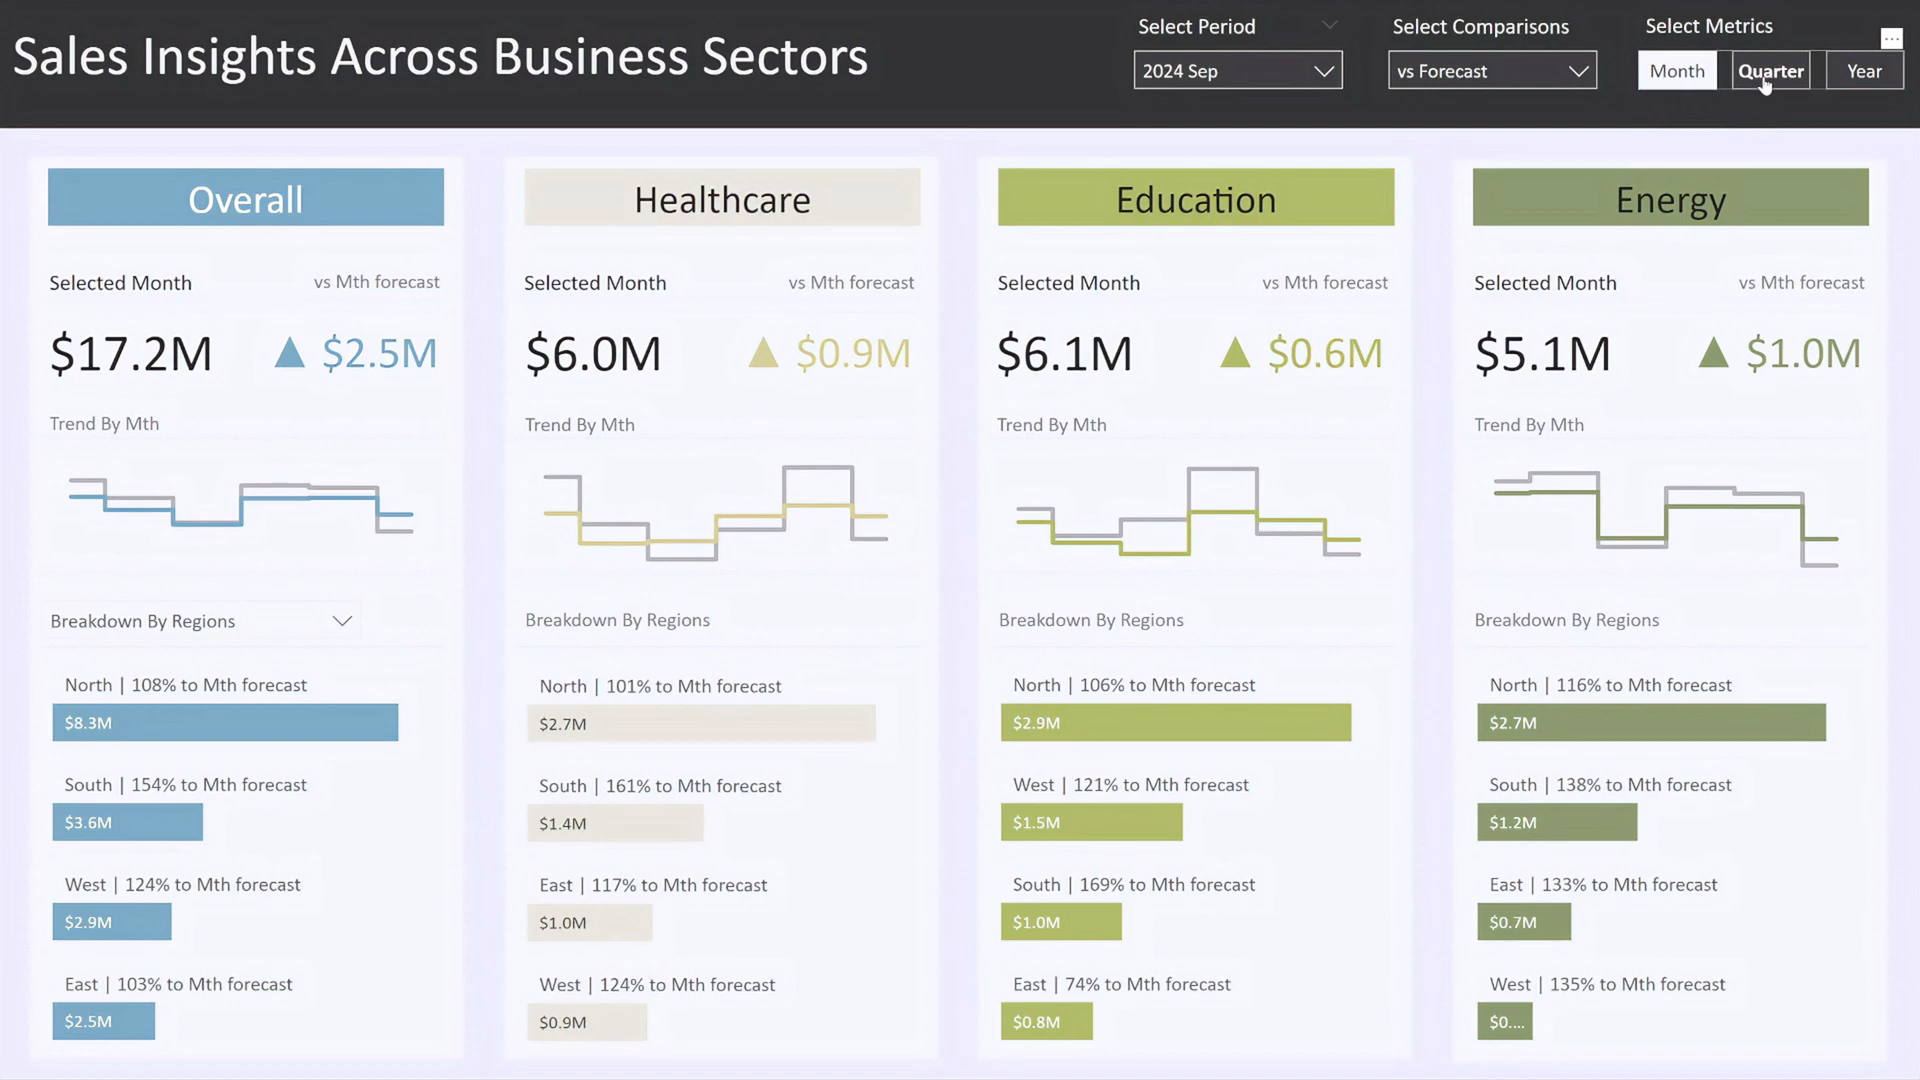 Sales Insights Across Business Sectors
Select Period
2024 Sep
Select Comparisons
vs Forecast
Select Metrics
...
Month
Quarter
Year
Overall
Selected Month
vs Mth forecast
$17.2M
▲ $2.5M
Trend By Mth
Breakdown By Regions
North | 108% to Mth forecast
$8.3M
South | 154% to Mth forecast
$3.6M
West | 124% to Mth forecast
$2.9M
East | 103% to Mth forecast
$2.5M
Healthcare
Selected Month
vs Mth forecast
$6.0M
▲ $0.9M
Trend By Mth
Breakdown By Regions
North | 101% to Mth forecast
$2.7M
South | 161% to Mth forecast
$1.4M
East | 117% to Mth forecast
$1.0M
West | 124% to Mth forecast
$0.9M
Education
Selected Month
vs Mth forecast
$6.1M
▲ $0.6M
Trend By Mth
Breakdown By Regions
North | 106% to Mth forecast
$2.9M
West | 121% to Mth forecast
$1.5M
South | 169% to Mth forecast
$1.0M
East | 74% to Mth forecast
$0.8M
Energy
Selected Month
vs Mth forecast
$5.1M
▲ $1.0M
Trend By Mth
Breakdown By Regions
North | 116% to Mth forecast
$2.7M
South | 138% to Mth forecast
$1.2M
East | 133% to Mth forecast
$0.7M
West | 135% to Mth forecast
$0....